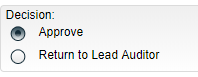 Decision:
Approve
Return to Lead Auditor